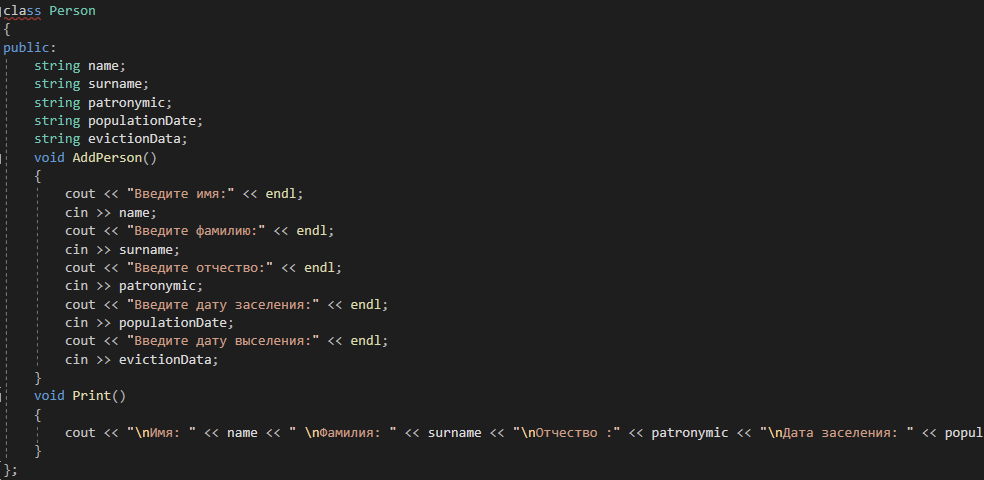 class Person
{
public:
    string name;
    string surname;
    string patronymic;
    string populationDate;
    string evictionData;
    void AddPerson()
    {
        cout << "Введите имя:" << endl;
        cin >> name;
        cout << "Введите фамилию:" << endl;
        cin >> surname;
        cout << "Введите отчество:" << endl;
        cin >> patronymic;
        cout << "Введите дату заселения:" << endl;
        cin >> populationDate;
        cout << "Введите дату выселения:" << endl;
        cin >> evictionData;
    }
    void Print()
    {
        cout << "\nИмя: " << name << " \nФамилия: " << surname << "\nОтчество :" << patronymic << "\nДата заселения: " << popul
    }
};